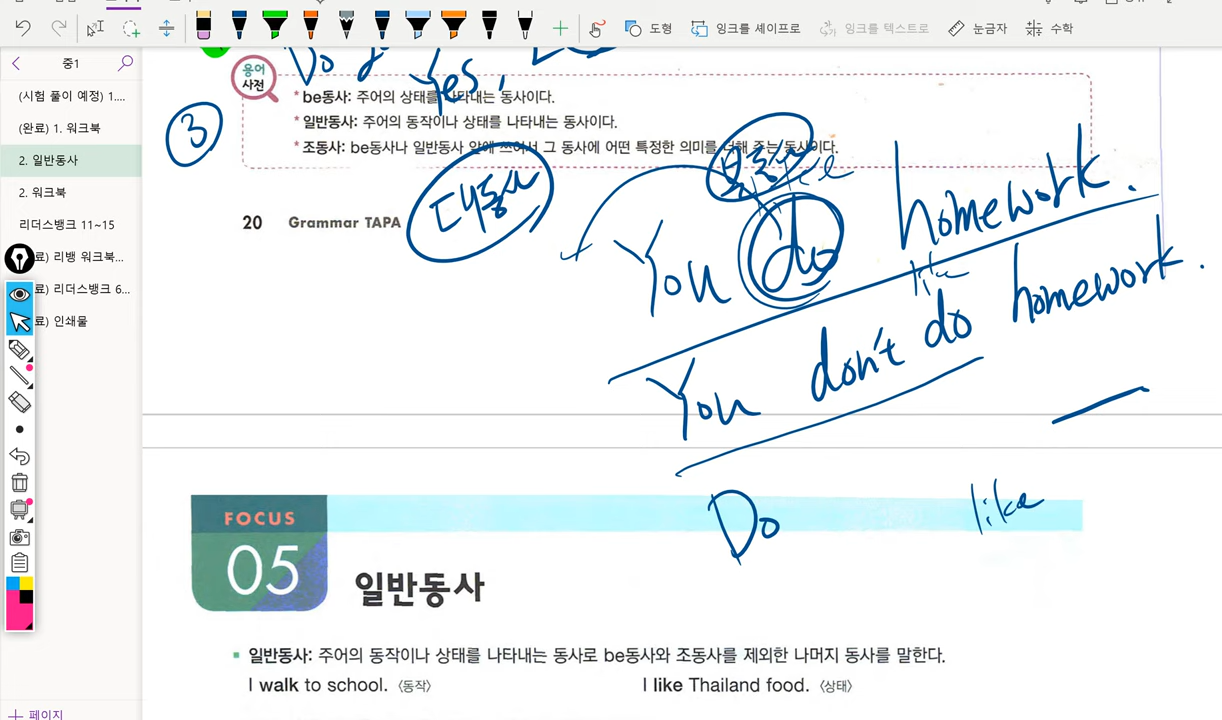 도형
잉크를 셰이프로
잉크를 텍스트로
눈금자
수학
중1
(시험 풀이 예정) 1....
(완료) 1. 워크북
2. 일반동사
2. 워크북
리더스뱅크 11~15
료) 리뱅 워크북...
료) 리더스뱅크 6...
료) 인쇄물
페이지
Do
Yes,
용어
사전
* be동사: 주어의 상태를 나타내는 동사이다.
* 일반동사: 주어의 동작이나 상태를 나타내는 동사이다.
* 조동사: be동사나 일반동사 앞에 쓰여서 그 동사에 어떤 특정한 의미를 더해 주는 동사이다.
3
대동사
20 Grammar TAPA
You do homework.
like
You don't do homework.
Do like
FOCUS
05
일반동사
일반동사: 주어의 동작이나 상태를 나타내는 동사로 be동사와 조동사를 제외한 나머지 동사를 말한다.
I walk to school. 〈동작〉 I like Thailand food. 〈상태〉